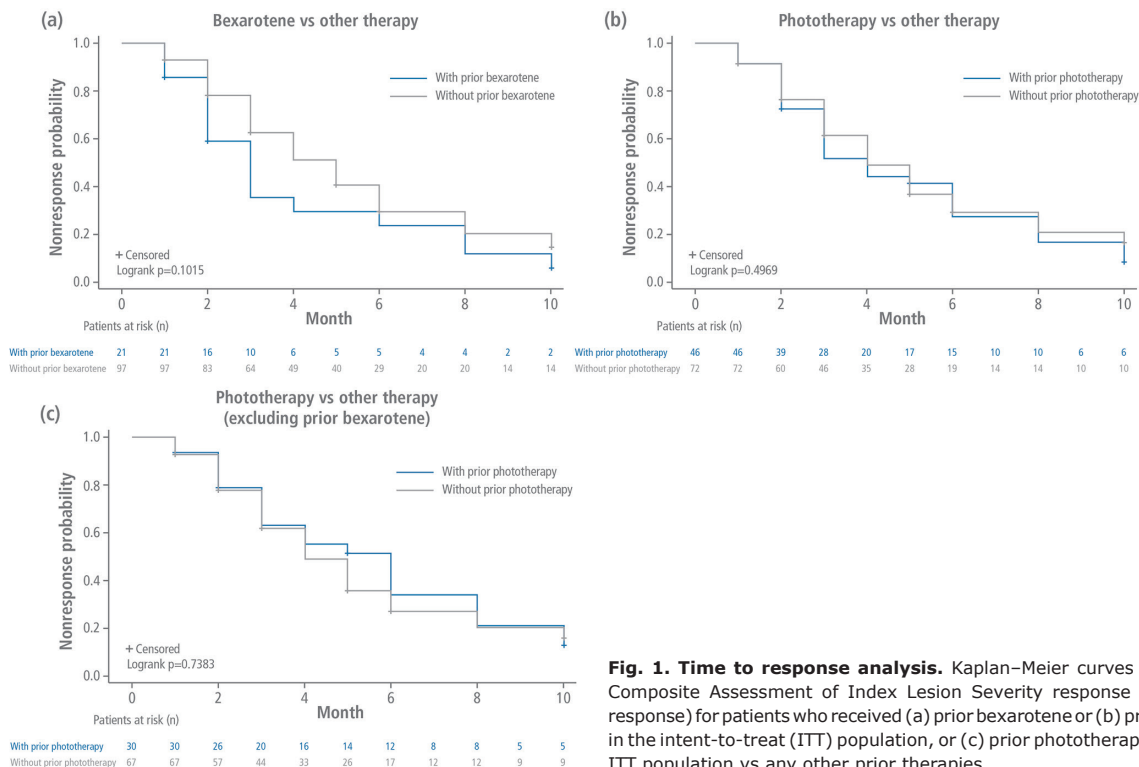 (a)
Bexarotene vs other therapy
Nonresponse probability
1.0
0.8
0.6
0.4
0.2
0.0
With prior bexarotene
Without prior bexarotene
+ Censored
Logrank p=0.1015
0 2 4 6 8 10
Month
Patients at risk (n)
With prior bexarotene 21 21 16 10 6 5 5 4 4 2 2
Without prior bexarotene 97 97 83 64 49 40 29 20 20 14 14
(b)
Phototherapy vs other therapy
Nonresponse probability
1.0
0.8
0.6
0.4
0.2
0.0
With prior phototherapy
Without prior phototherapy
+ Censored
Logrank p=0.4969
0 2 4 6 8 10
Month
Patients at risk (n)
With prior phototherapy 46 46 39 28 20 17 15 10 10 6 6
Without prior phototherapy 72 72 60 46 35 28 19 14 14 10 10
(c)
Phototherapy vs other therapy
(excluding prior bexarotene)
Nonresponse probability
1.0
0.8
0.6
0.4
0.2
0.0
With prior phototherapy
Without prior phototherapy
+ Censored
Logrank p=0.7383
0 2 4 6 8 10
Month
Patients at risk (n)
With prior phototherapy 30 30 26 20 16 14 12 8 8 5 5
Without prior phototherapy 67 67 57 44 33 26 17 12 12 9 9
Fig. 1. Time to response analysis. Kaplan–Meier curves
Composite Assessment of Index Lesion Severity response
response) for patients who received (a) prior bexarotene or (b) pr
in the intent-to-treat (ITT) population, or (c) prior phototherap
ITT population vs any other prior therapies.